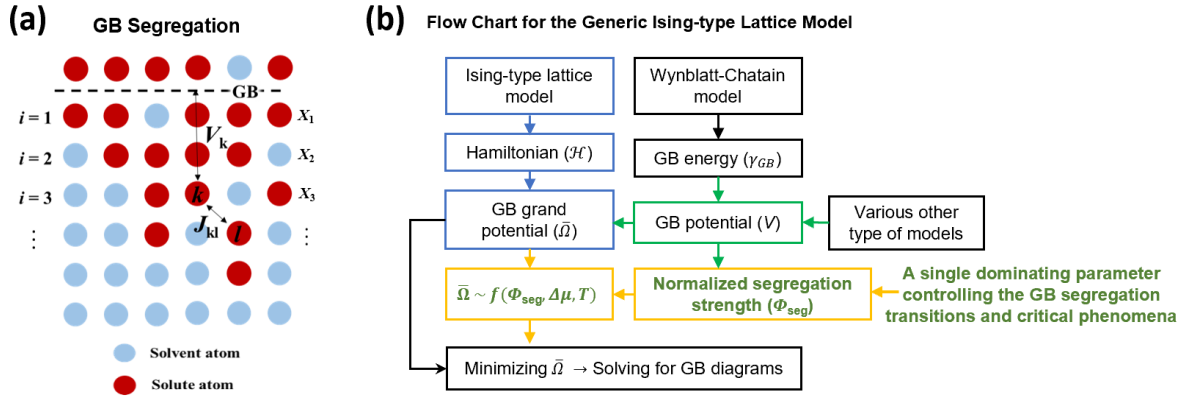 (a)
GB Segregation
GB
i = 1
X₁
Vₖ
i = 2
X₂
i = 3
k
X₃
Jₖₗ
l
⋮
⋮
Solvent atom
Solute atom
(b)
Flow Chart for the Generic Ising-type Lattice Model
Ising-type lattice
model
Wynblatt-Chatain
model
Hamiltonian (ℋ)
GB energy (γ_GB)
GB grand
potential (Ω̄)
GB potential (V)
Various other
type of models
Ω̄ ~ f(Φ_seg, Δμ, T)
Normalized segregation
strength (Φ_seg)
A single dominating parameter
controlling the GB segregation
transitions and critical phenomena
Minimizing Ω̄ → Solving for GB diagrams